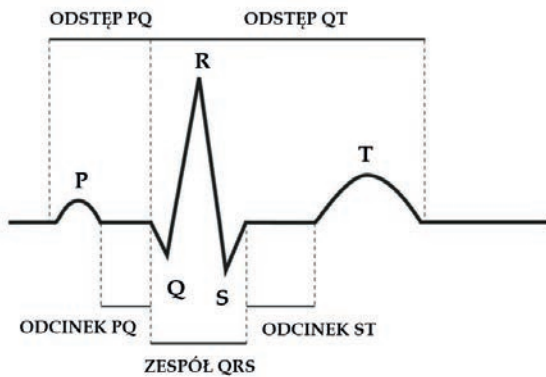 ODSTĘP PQ
ODSTĘP QT
R
P
T
Q
S
ODCINEK PQ
ODCINEK ST
ZESPÓŁ QRS